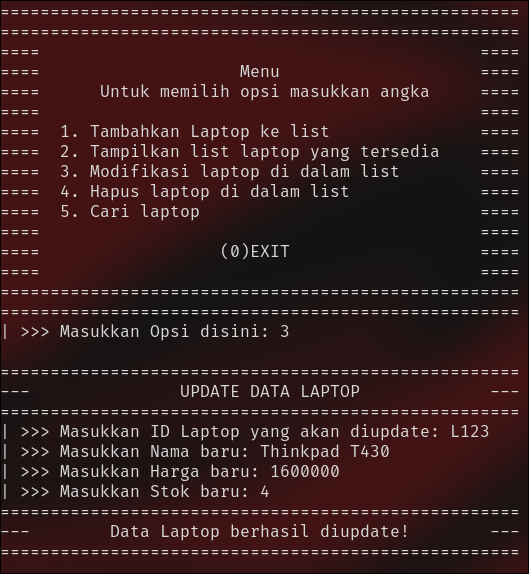 ====================================================
====================================================
====                                            ====
====                    Menu                    ====
====      Untuk memilih opsi masukkan angka     ====
====                                            ====
====  1. Tambahkan Laptop ke list               ====
====  2. Tampilkan list laptop yang tersedia    ====
====  3. Modifikasi laptop di dalam list        ====
====  4. Hapus laptop di dalam list             ====
====  5. Cari laptop                            ====
====                                            ====
====                  (0)EXIT                   ====
====                                            ====
====================================================
====================================================
| >>> Masukkan Opsi disini: 3

====================================================
---               UPDATE DATA LAPTOP             ---
====================================================
| >>> Masukkan ID Laptop yang akan diupdate: L123
| >>> Masukkan Nama baru: Thinkpad T430
| >>> Masukkan Harga baru: 1600000
| >>> Masukkan Stok baru: 4
====================================================
---        Data Laptop berhasil diupdate!        ---
====================================================